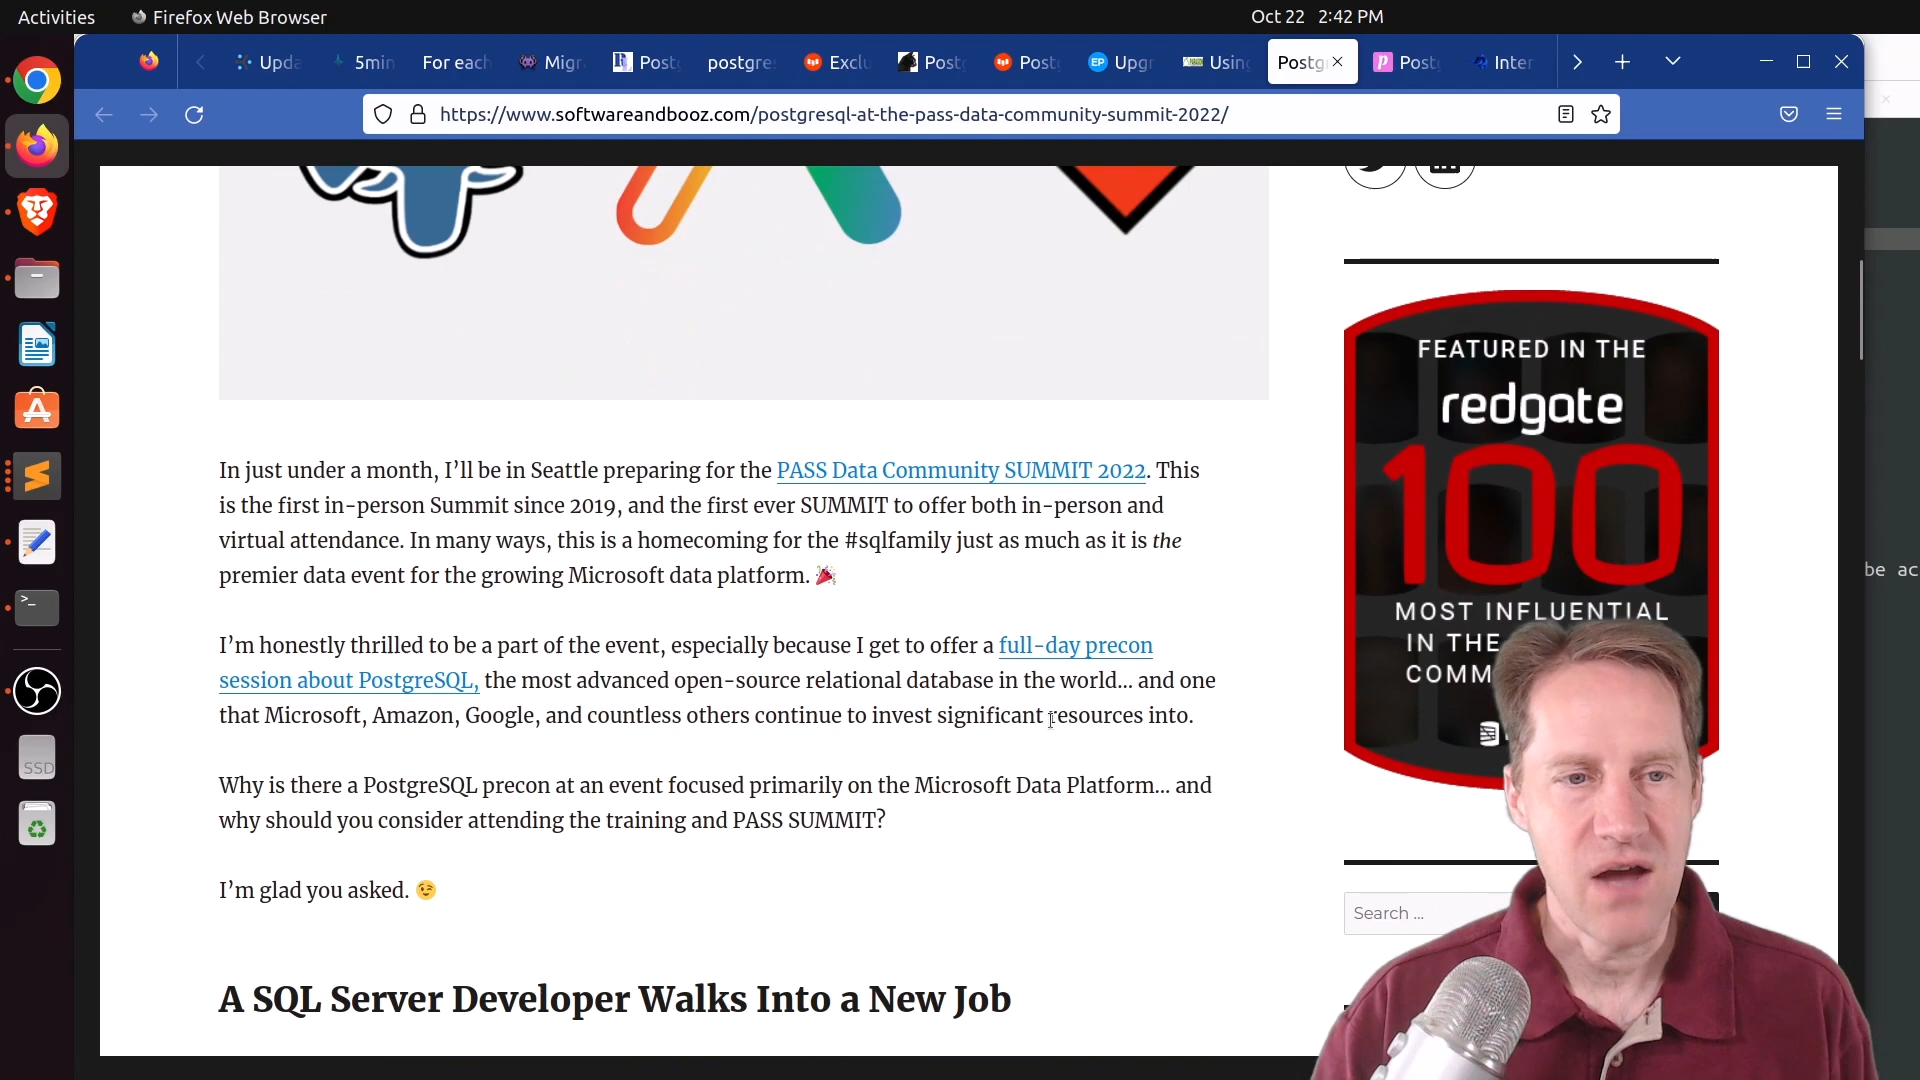 Activities
Firefox Web Browser
Oct 22 2:42 PM
Upda
5min
For each
Migr
Postg
postgres
Exclu
Postg
Postg
EP
Upgr
Using
Postg
Postg
Inter
https://www.softwareandbooz.com/postgresql-at-the-pass-data-community-summit-2022/
In just under a month, I’ll be in Seattle preparing for the PASS Data Community SUMMIT 2022. This
is the first in-person Summit since 2019, and the first ever SUMMIT to offer both in-person and
virtual attendance. In many ways, this is a homecoming for the #sqlfamily just as much as it is the
premier data event for the growing Microsoft data platform. 🎉
I’m honestly thrilled to be a part of the event, especially because I get to offer a full-day precon
session about PostgreSQL, the most advanced open-source relational database in the world… and one
that Microsoft, Amazon, Google, and countless others continue to invest significant resources into.
Why is there a PostgreSQL precon at an event focused primarily on the Microsoft Data Platform… and
why should you consider attending the training and PASS SUMMIT?
I’m glad you asked. 😉
A SQL Server Developer Walks Into a New Job
FEATURED IN THE
redgate
100
MOST INFLUENTIAL
IN THE
COMM
Search ...
be ac
SSD